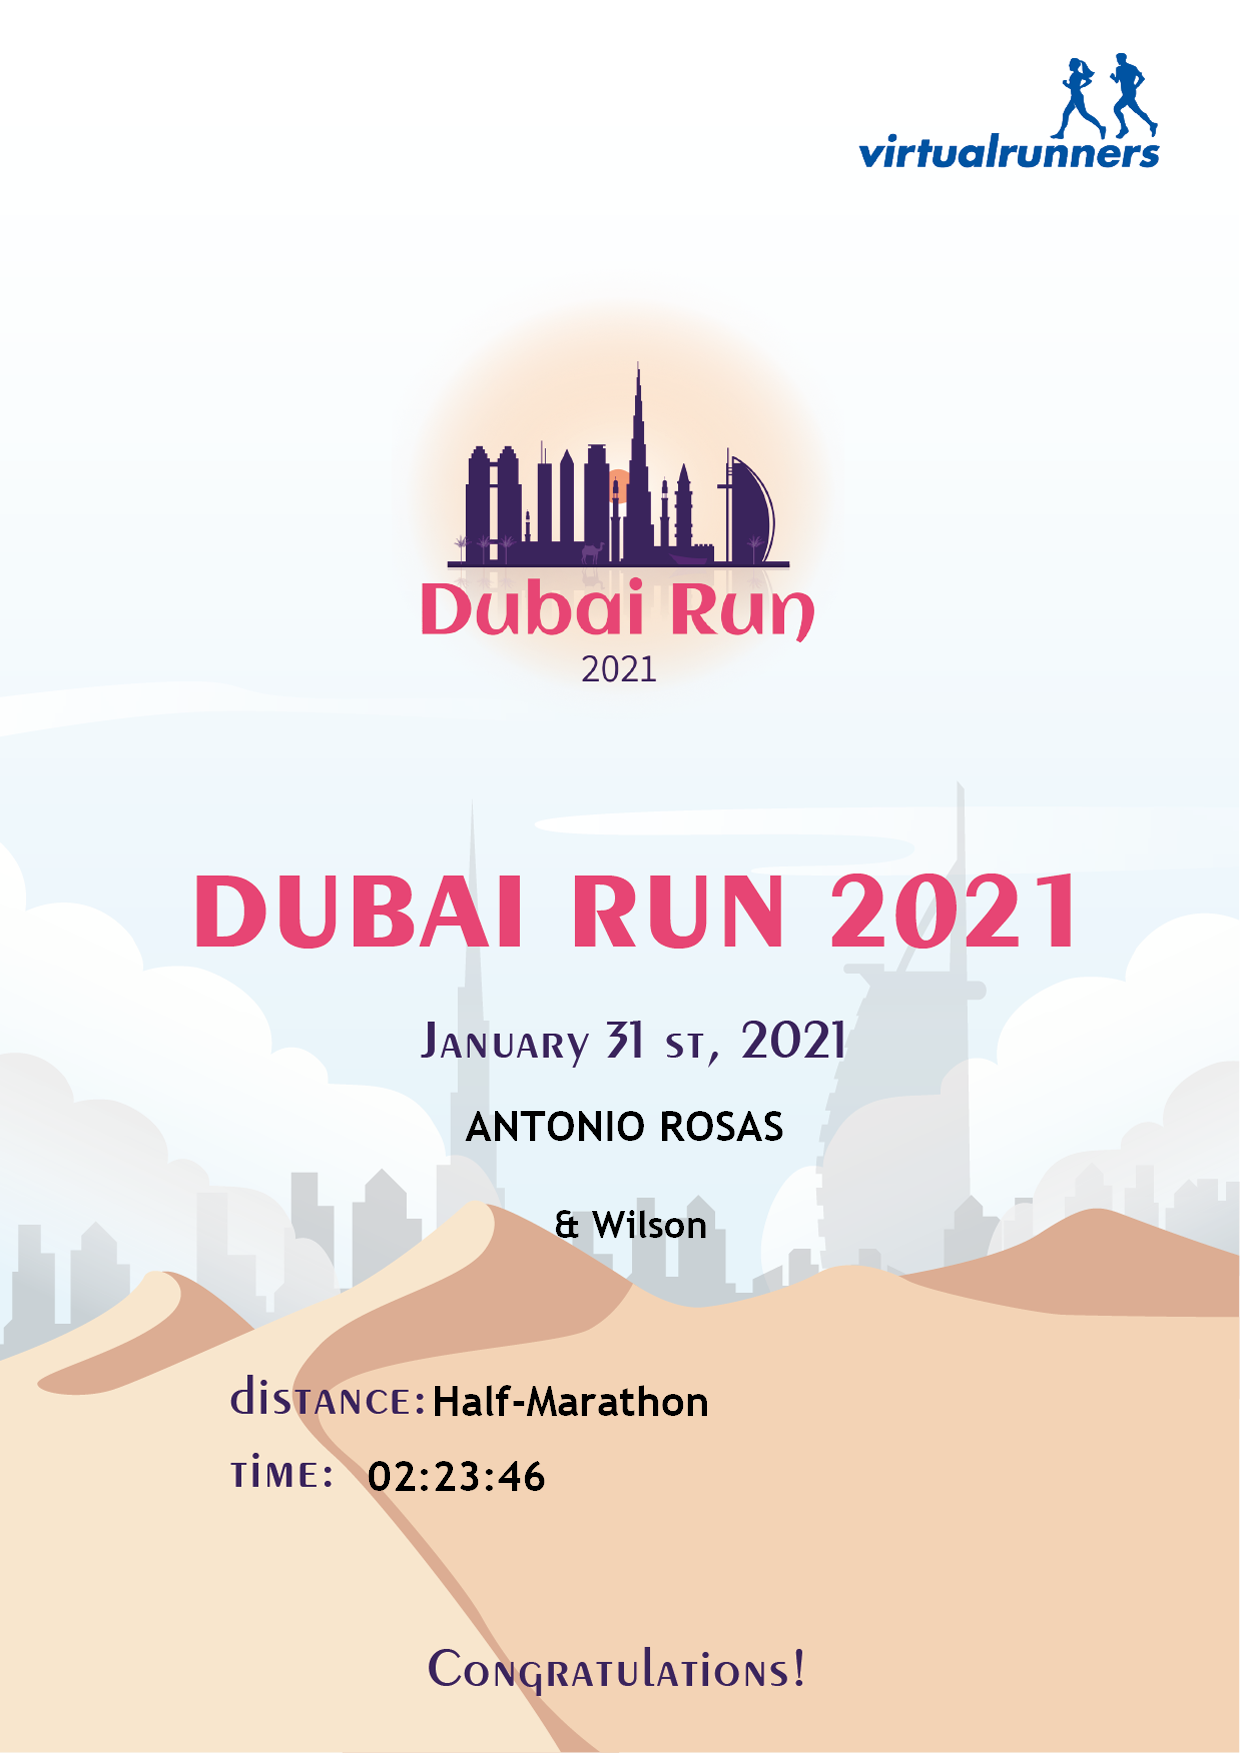 virtualrunners
Dubai Run
2021
DUBAI RUN 2021
January 31 st, 2021
ANTONIO ROSAS
& Wilson
distance: Half-Marathon
time: 02:23:46
Congratulations!